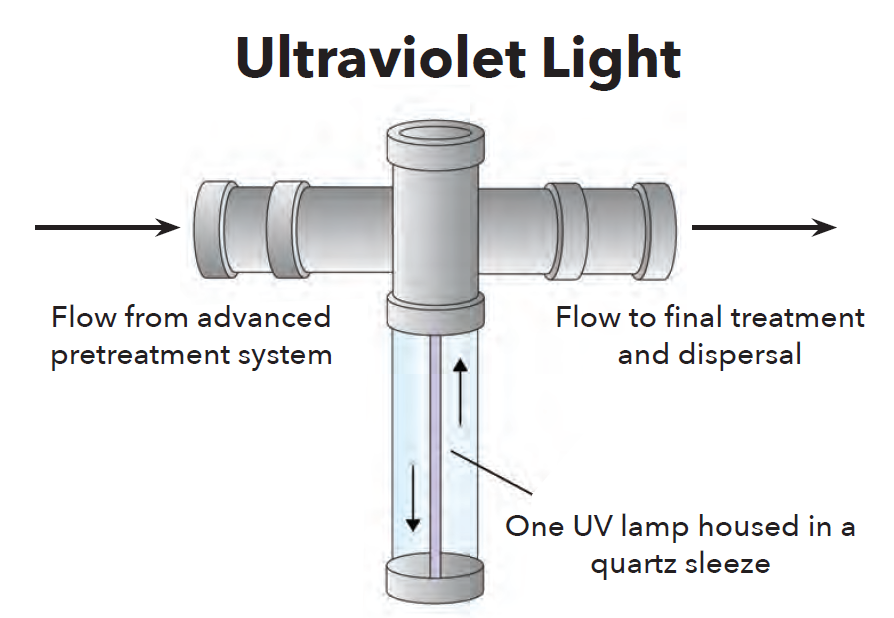 Ultraviolet Light
Flow from advanced
pretreatment system
Flow to final treatment
and dispersal
One UV lamp housed in a
quartz sleeze